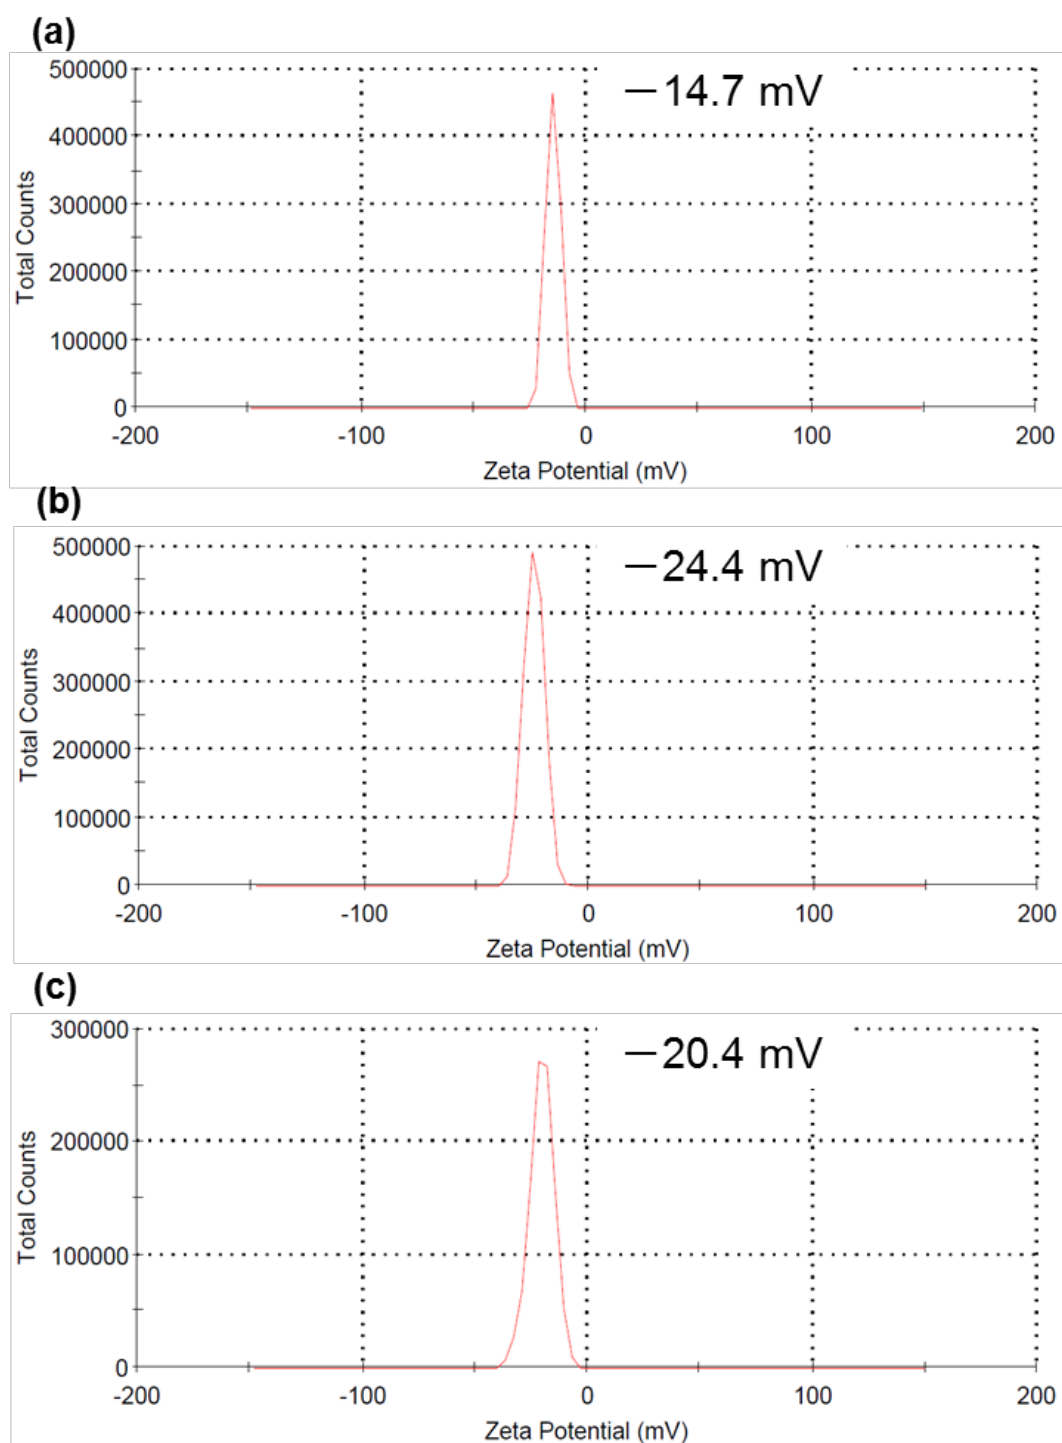 (a)
500000
−14.7 mV
400000
300000
200000
100000
0
-200 -100 0 100 200
Total Counts
Zeta Potential (mV)
(b)
500000
−24.4 mV
400000
300000
200000
100000
0
-200 -100 0 100 200
Total Counts
Zeta Potential (mV)
(c)
300000
−20.4 mV
200000
100000
0
-200 -100 0 100 200
Total Counts
Zeta Potential (mV)